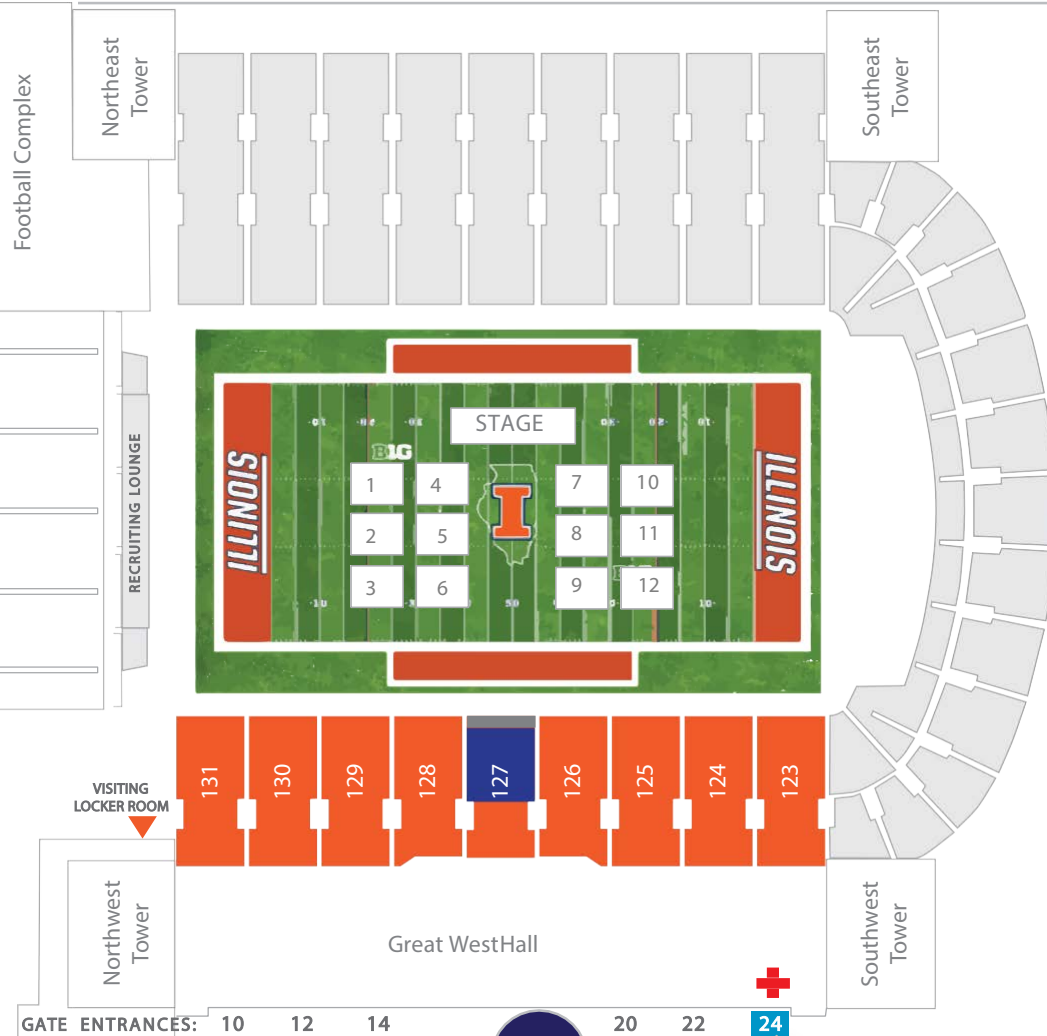 Football Complex
Northeast
Tower
Southeast
Tower
STAGE
B1G
1 4 7 10
2 5 8 11
3 6 9 12
50
ILLINI
ILLINOIS
RECRUITING LOUNGE
131 130 129 128 127 126 125 124 123
VISITING
LOCKER ROOM
Northwest
Tower
Great WestHall
Southwest
Tower
GATE ENTRANCES: 10 12 14 20 22 24